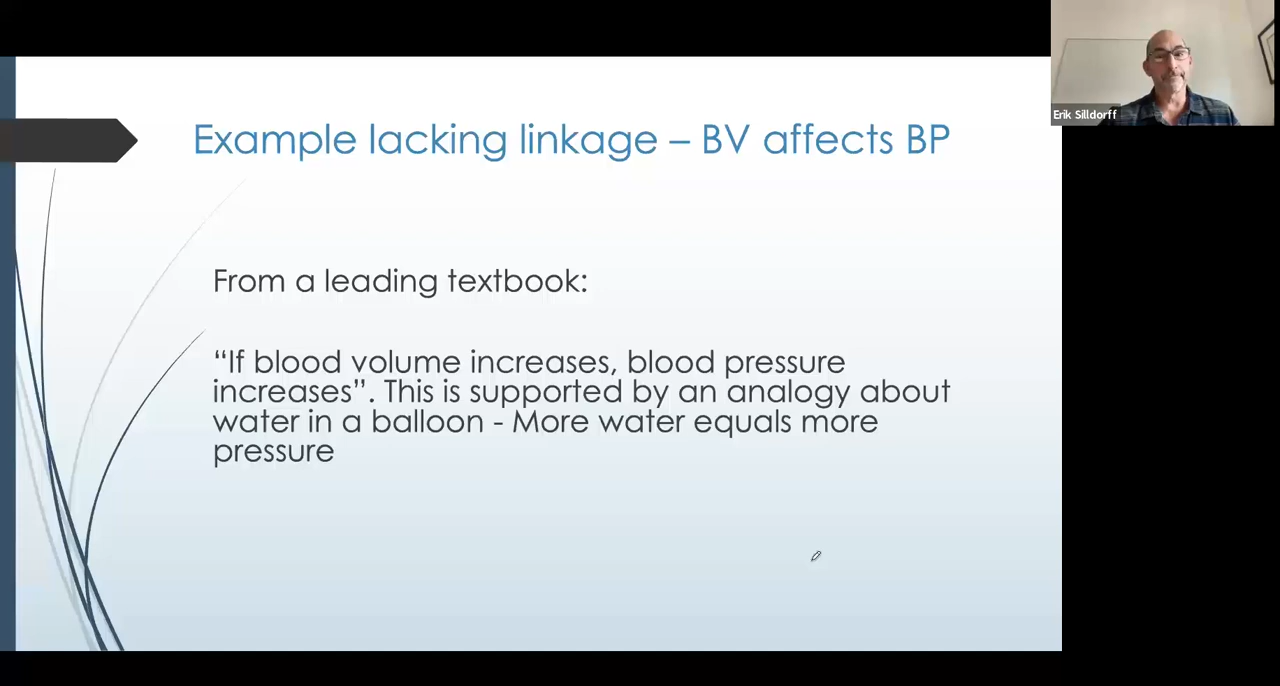 Example lacking linkage – BV affects BP
From a leading textbook:
“If blood volume increases, blood pressure
increases”. This is supported by an analogy about
water in a balloon - More water equals more
pressure
Erik Silldorff